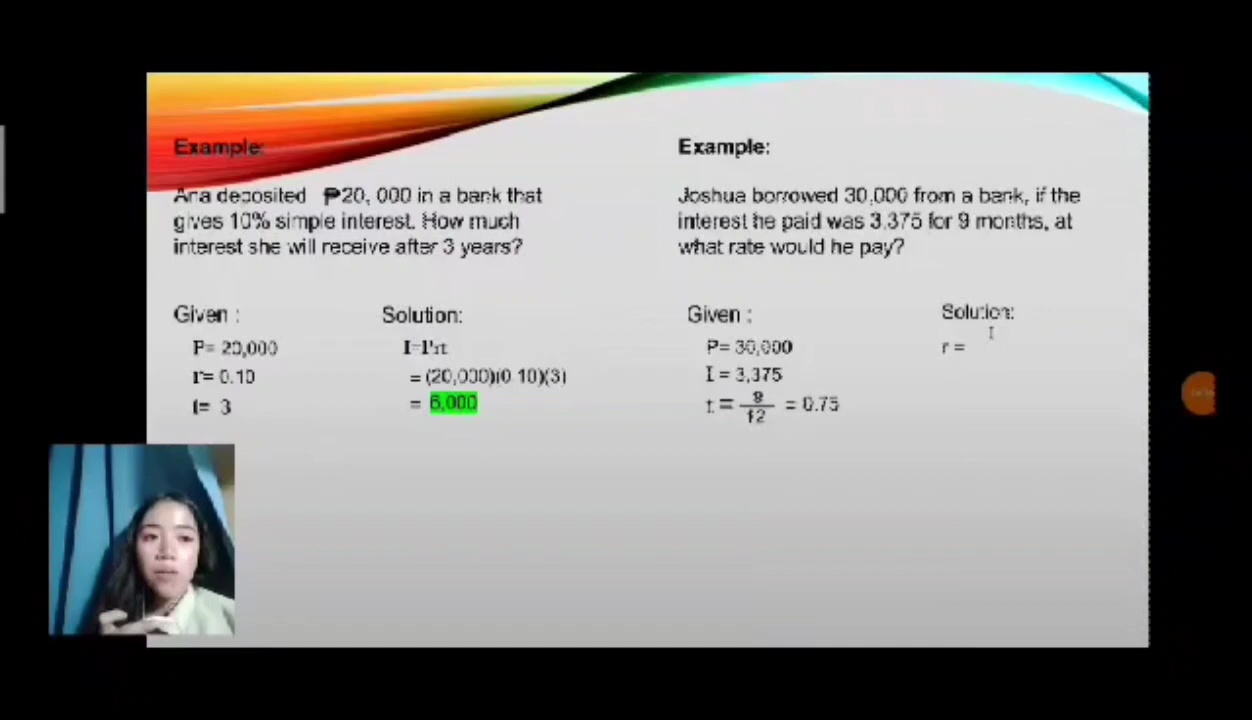 Example:
Ana deposited ₱20, 000 in a bank that
gives 10% simple interest. How much
interest she will receive after 3 years?
Given :
P= 20,000
r= 0.10
t= 3
Solution:
I=Prt
= (20,000)(0.10)(3)
= 6,000
Example:
Joshua borrowed 30,000 from a bank, if the
interest he paid was 3,375 for 9 months, at
what rate would he pay?
Given :
P= 30,000
I = 3,375
t = 9/12 = 0.75
Solution:
r =